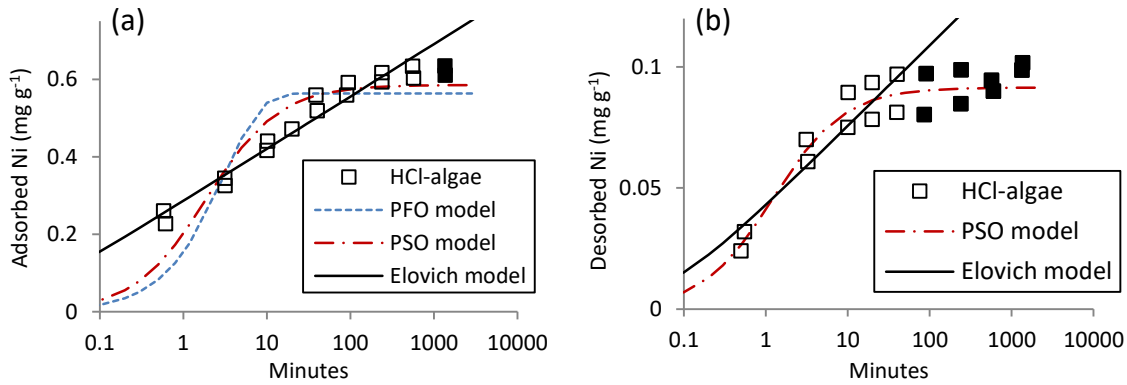 (a)
Adsorbed Ni (mg g⁻¹)
0.6
0.4
0.2
0
HCl-algae
PFO model
PSO model
Elovich model
0.1 1 10 100 1000 10000
Minutes
(b)
Desorbed Ni (mg g⁻¹)
0.1
0.05
0
HCl-algae
PSO model
Elovich model
0.1 1 10 100 1000 10000
Minutes